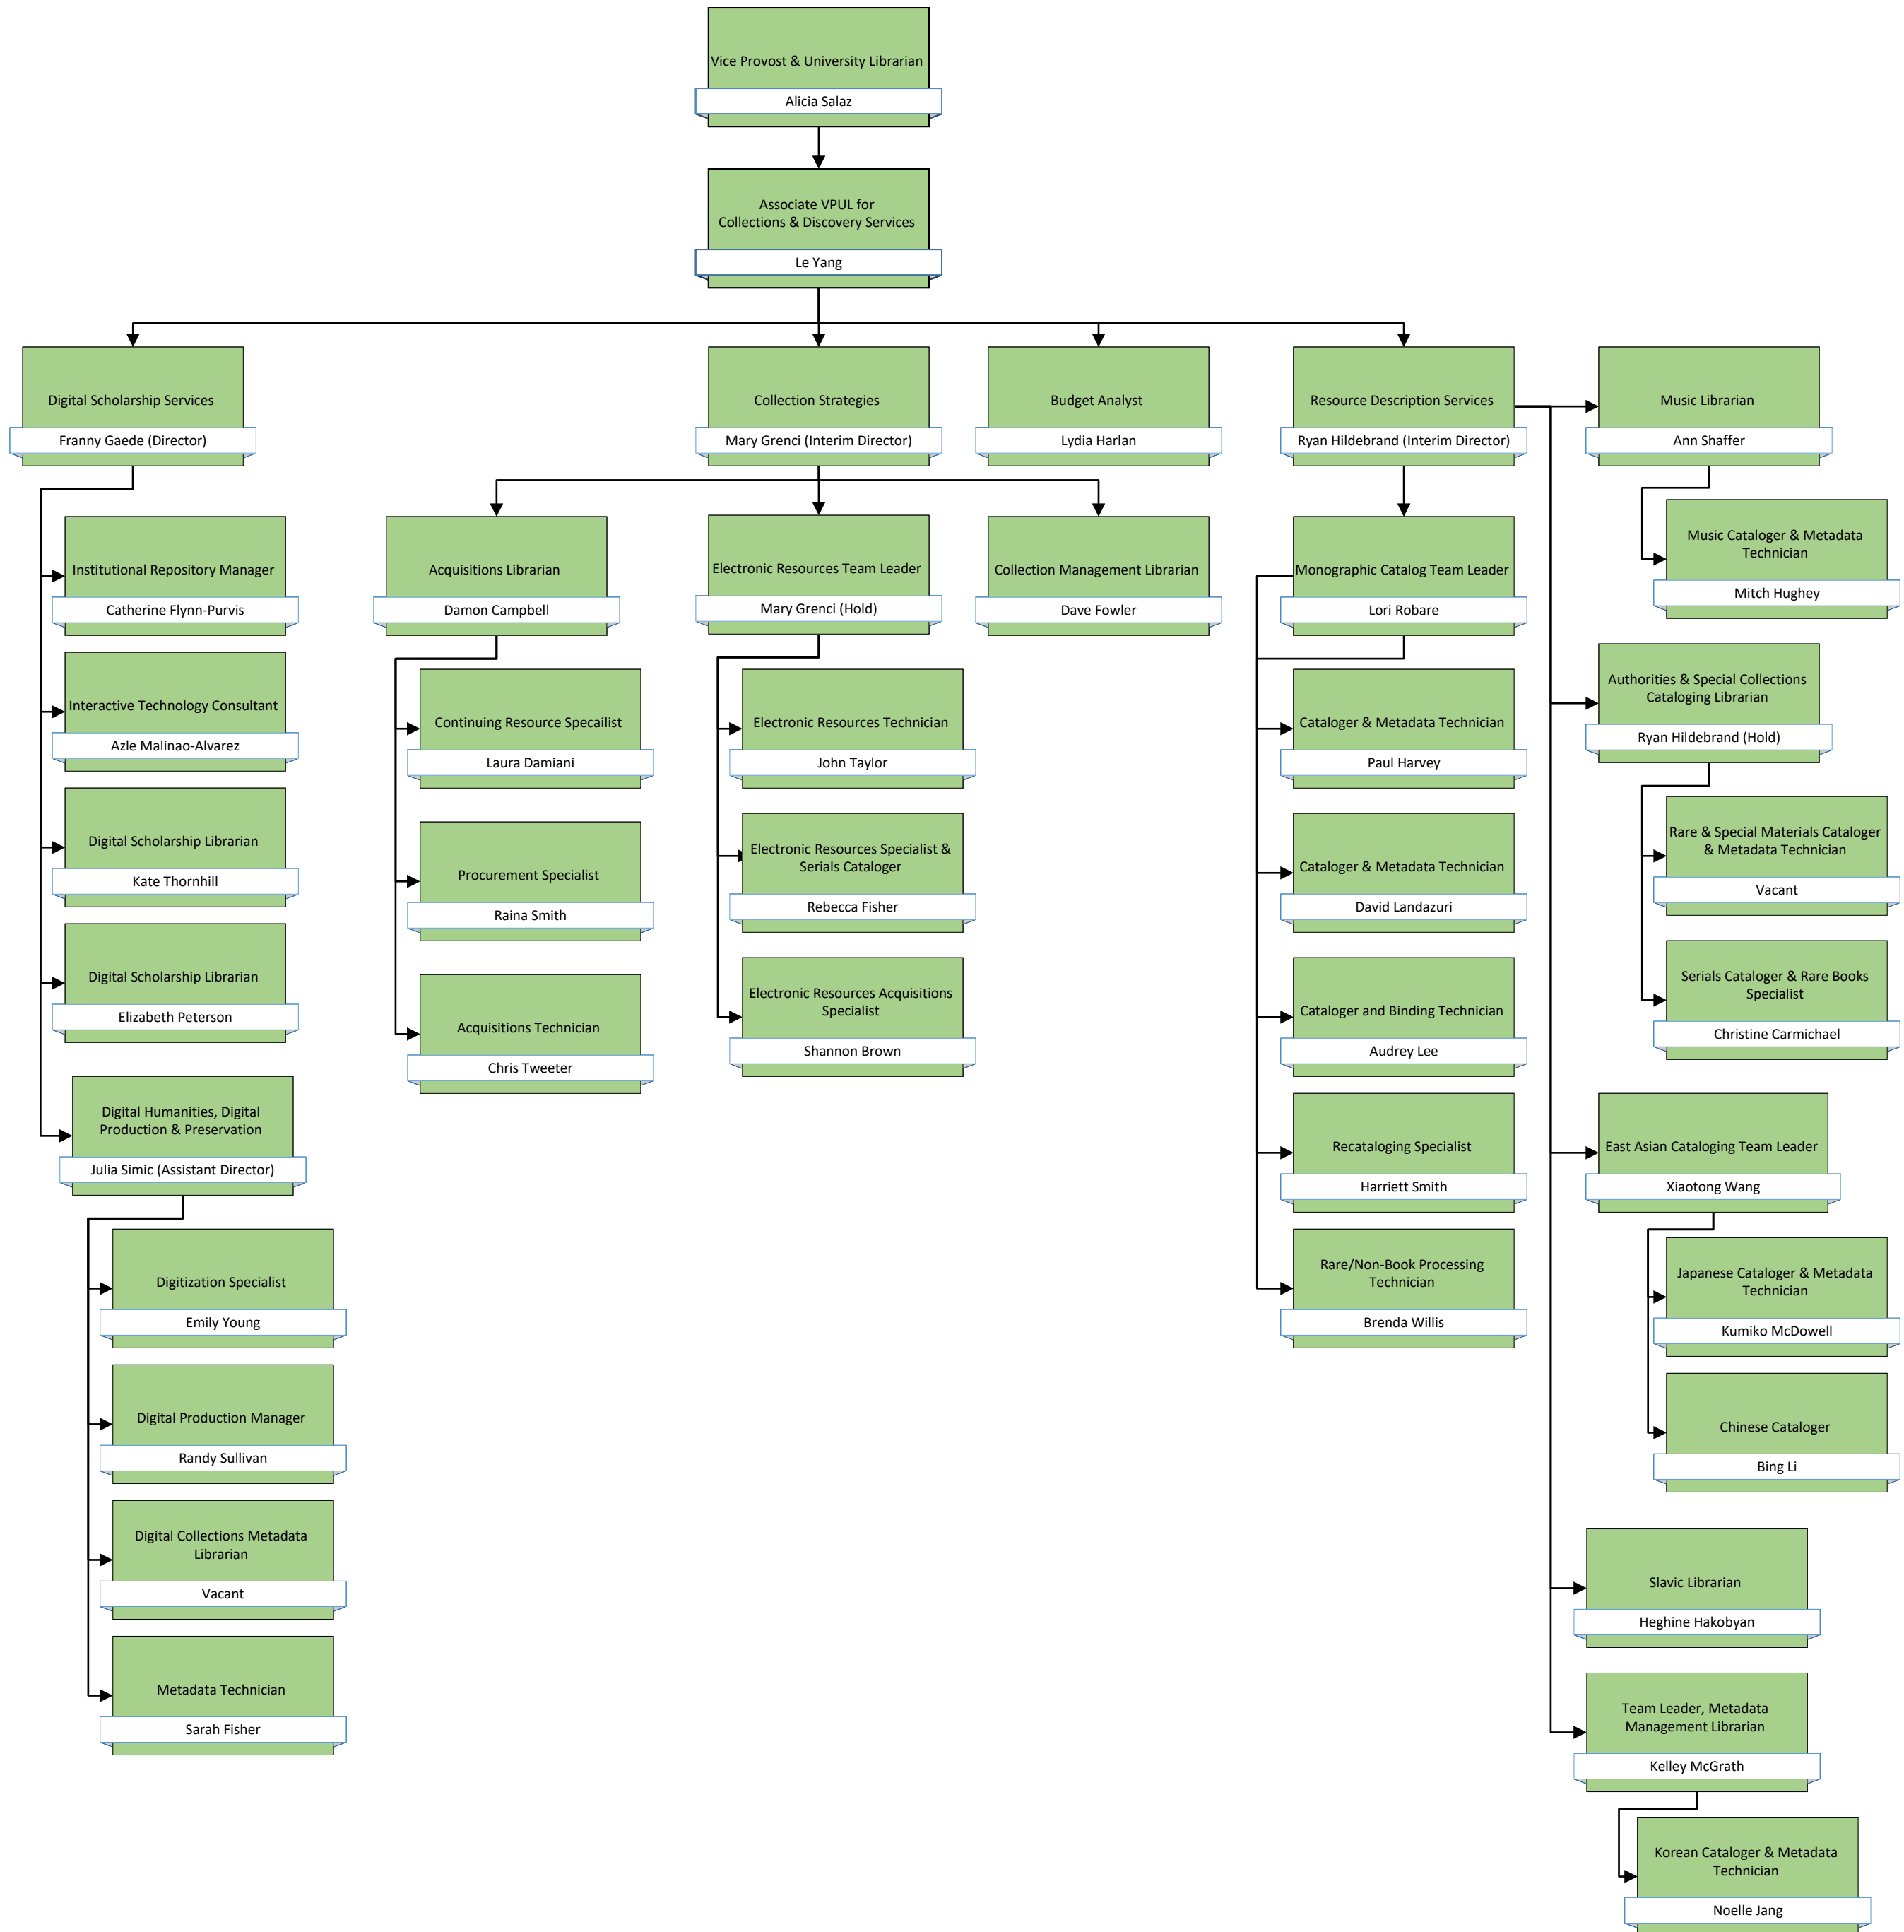 Vice Provost & University Librarian
Alicia Salaz
Associate VPUL for
Collections & Discovery Services
Le Yang
Digital Scholarship Services
Franny Gaede (Director)
Collection Strategies
Mary Grenci (Interim Director)
Budget Analyst
Lydia Harlan
Resource Description Services
Ryan Hildebrand (Interim Director)
Music Librarian
Ann Shaffer
Music Cataloger & Metadata
Technician
Mitch Hughey
Institutional Repository Manager
Catherine Flynn-Purvis
Interactive Technology Consultant
Azle Malinao-Alvarez
Digital Scholarship Librarian
Kate Thornhill
Digital Scholarship Librarian
Elizabeth Peterson
Digital Humanities, Digital
Production & Preservation
Julia Simic (Assistant Director)
Digitization Specialist
Emily Young
Digital Production Manager
Randy Sullivan
Digital Collections Metadata
Librarian
Vacant
Metadata Technician
Sarah Fisher
Acquisitions Librarian
Damon Campbell
Continuing Resource Specailist
Laura Damiani
Procurement Specialist
Raina Smith
Acquisitions Technician
Chris Tweeter
Electronic Resources Team Leader
Mary Grenci (Hold)
Electronic Resources Technician
John Taylor
Electronic Resources Specialist &
Serials Cataloger
Rebecca Fisher
Electronic Resources Acquisitions
Specialist
Shannon Brown
Collection Management Librarian
Dave Fowler
Monographic Catalog Team Leader
Lori Robare
Cataloger & Metadata Technician
Paul Harvey
Cataloger & Metadata Technician
David Landazuri
Cataloger and Binding Technician
Audrey Lee
Recataloging Specialist
Harriett Smith
Rare/Non-Book Processing
Technician
Brenda Willis
Authorities & Special Collections
Cataloging Librarian
Ryan Hildebrand (Hold)
Rare & Special Materials Cataloger
& Metadata Technician
Vacant
Serials Cataloger & Rare Books
Specialist
Christine Carmichael
East Asian Cataloging Team Leader
Xiaotong Wang
Japanese Cataloger & Metadata
Technician
Kumiko McDowell
Chinese Cataloger
Bing Li
Slavic Librarian
Heghine Hakobyan
Team Leader, Metadata
Management Librarian
Kelley McGrath
Korean Cataloger & Metadata
Technician
Noelle Jang